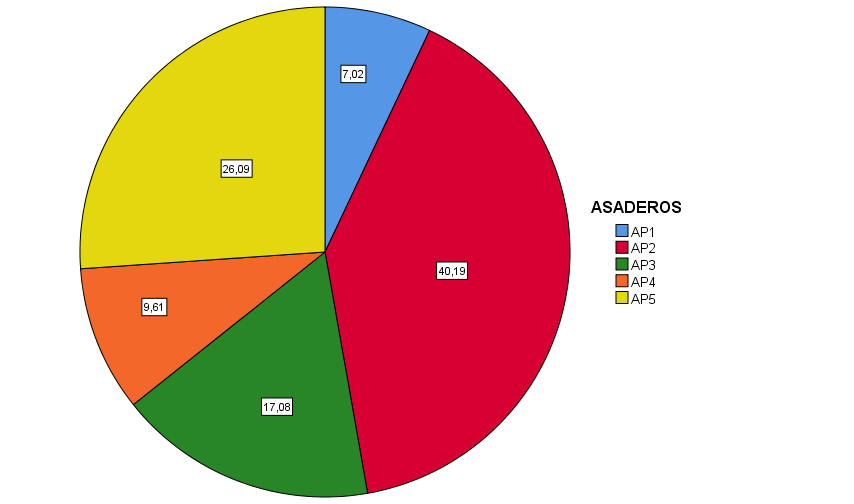 7,02
26,09
40,19
9,61
17,08
ASADEROS
AP1
AP2
AP3
AP4
AP5